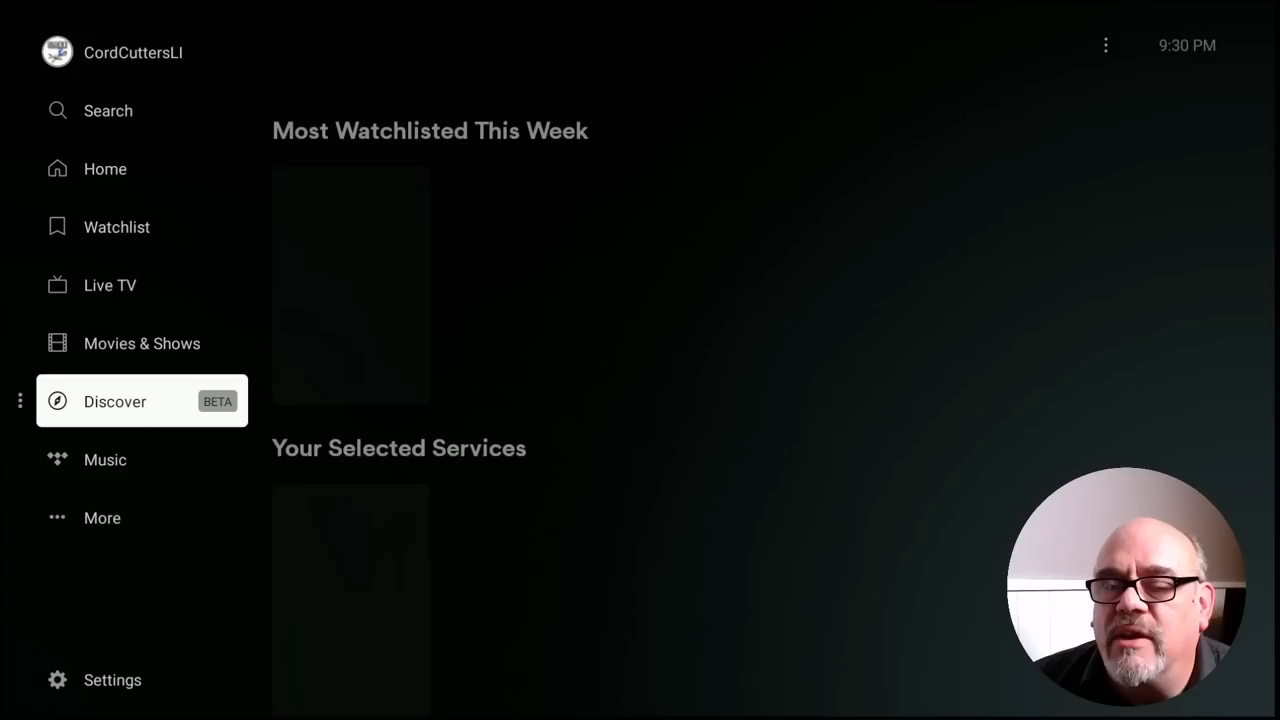 CordCuttersLI
9:30 PM
Search
Most Watchlisted This Week
Home
Watchlist
Live TV
Movies & Shows
Discover BETA
Your Selected Services
Music
More
Settings